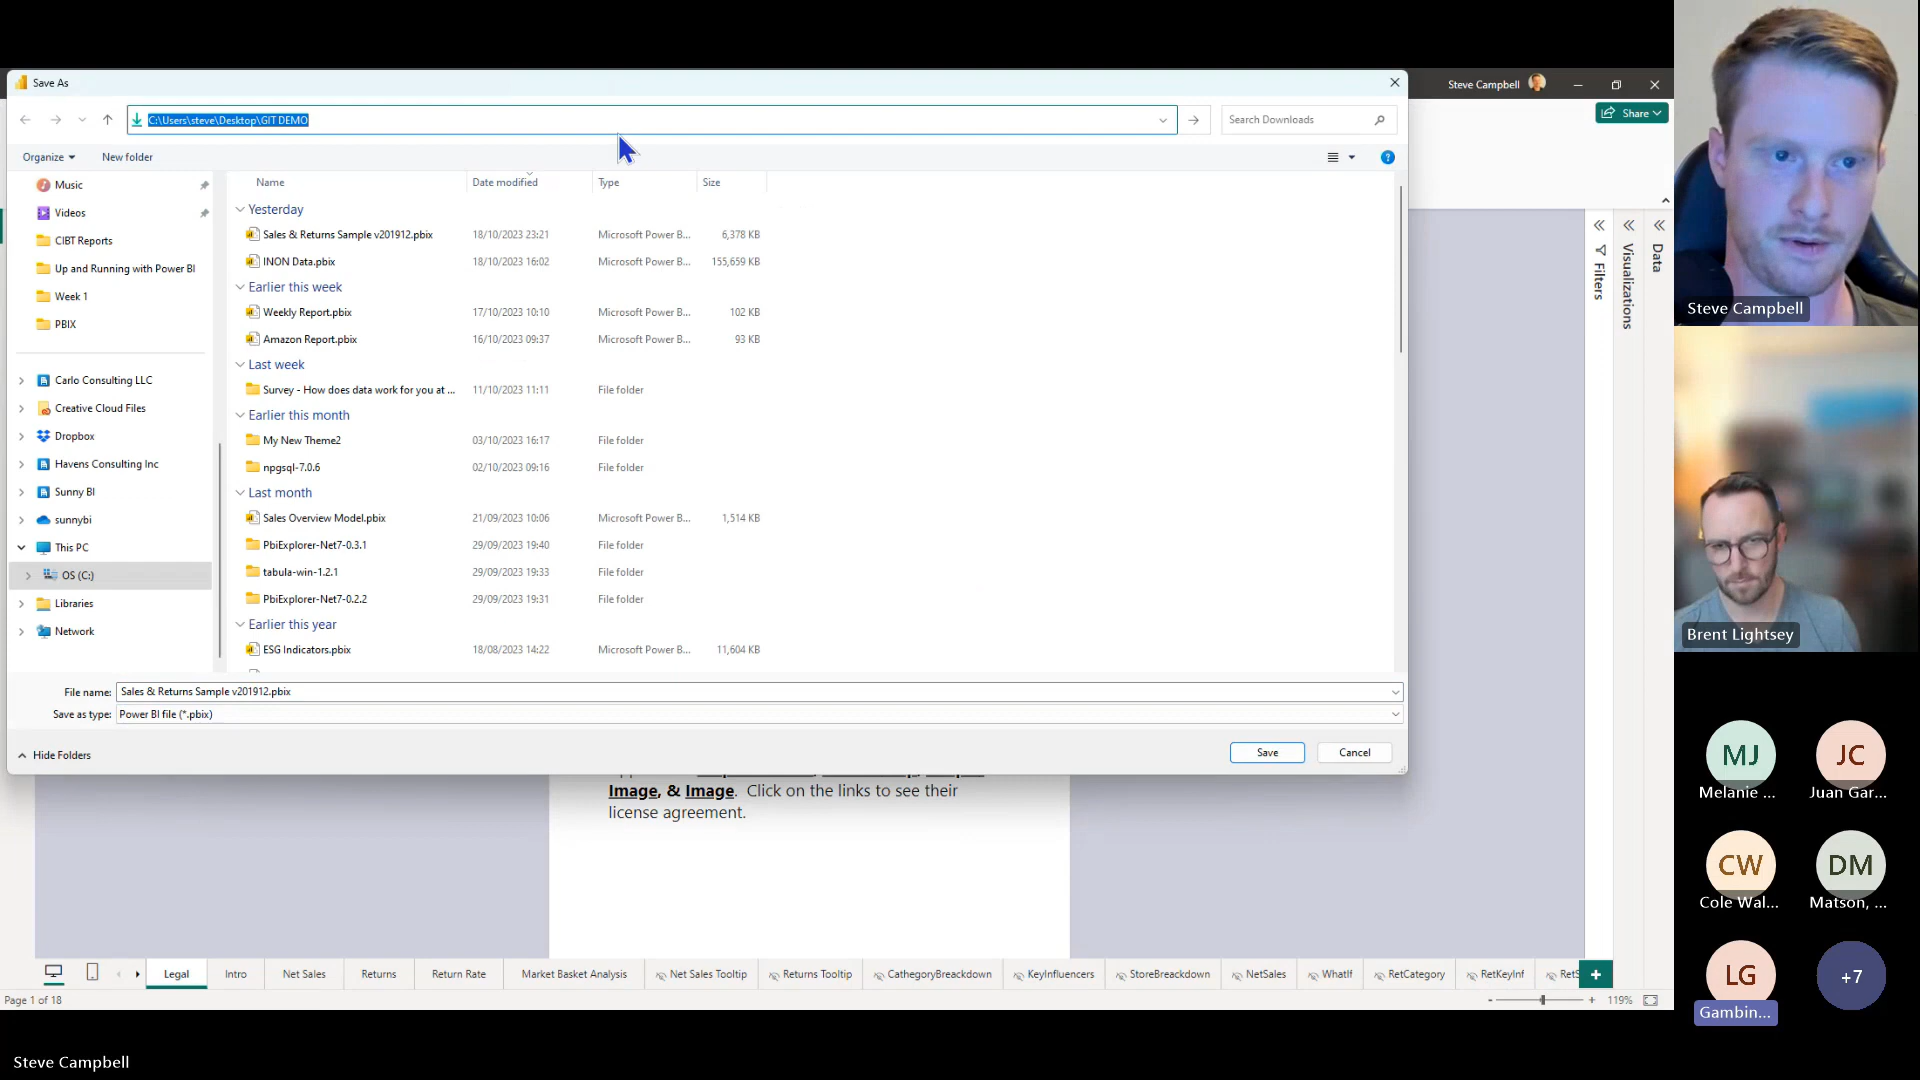 Save As
Steve Campbell
C:\Users\steve\Desktop\GIT DEMO
Search Downloads
Share
Organize
New folder
Music
Videos
CIBT Reports
Up and Running with Power BI
Week 1
PBIX
Carlo Consulting LLC
Creative Cloud Files
Dropbox
Havens Consulting Inc
Sunny BI
sunnybi
This PC
OS (C:)
Libraries
Network
Name Date modified Type Size
Yesterday
Sales & Returns Sample v201912.pbix 18/10/2023 23:21 Microsoft Power B... 6,378 KB
INON Data.pbix 18/10/2023 16:02 Microsoft Power B... 155,659 KB
Earlier this week
Weekly Report.pbix 17/10/2023 10:10 Microsoft Power B... 102 KB
Amazon Report.pbix 16/10/2023 09:37 Microsoft Power B... 93 KB
Last week
Survey - How does data work for you at ... 11/10/2023 11:11 File folder
Earlier this month
My New Theme2 03/10/2023 16:17 File folder
npgsql-7.0.6 02/10/2023 09:16 File folder
Last month
Sales Overview Model.pbix 21/09/2023 10:06 Microsoft Power B... 1,514 KB
PbiExplorer-Net7-0.3.1 29/09/2023 19:40 File folder
tabula-win-1.2.1 29/09/2023 19:33 File folder
PbiExplorer-Net7-0.2.2 29/09/2023 19:31 File folder
Earlier this year
ESG Indicators.pbix 18/08/2023 14:22 Microsoft Power B... 11,604 KB
File name: Sales & Returns Sample v201912.pbix
Save as type: Power BI file (*.pbix)
Hide Folders
Save
Cancel
Filters
Visualizations
Data
Image, & Image. Click on the links to see their
license agreement.
Legal Intro Net Sales Returns Return Rate Market Basket Analysis Net Sales Tooltip Returns Tooltip CathegoryBreakdown KeyInfluencers StoreBreakdown NetSales WhatIf RetCategory RetKeyInf RetS
Page 1 of 18
119%
Steve Campbell
Brent Lightsey
MJ JC
Melanie ... Juan Gar...
CW DM
Cole Wal... Matson, ...
LG +7
Gambin...
Steve Campbell